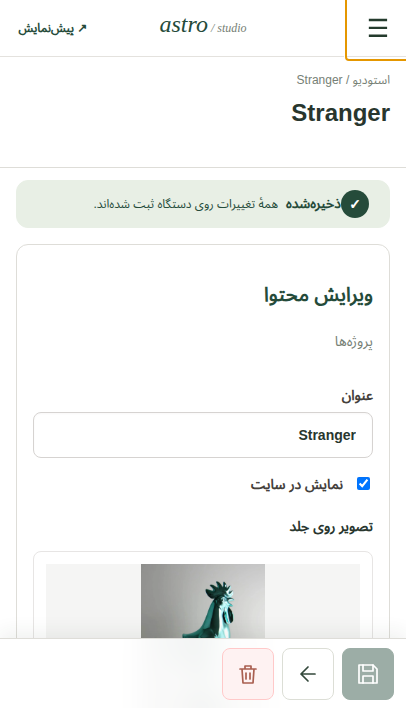 astro / studio
پیش‌نمایش ↗
استودیو / Stranger
Stranger
ذخیره‌شده همهٔ تغییرات روی دستگاه ثبت شده‌اند.
ویرایش محتوا
پروژه‌ها
عنوان
Stranger
نمایش در سایت
تصویر روی جلد